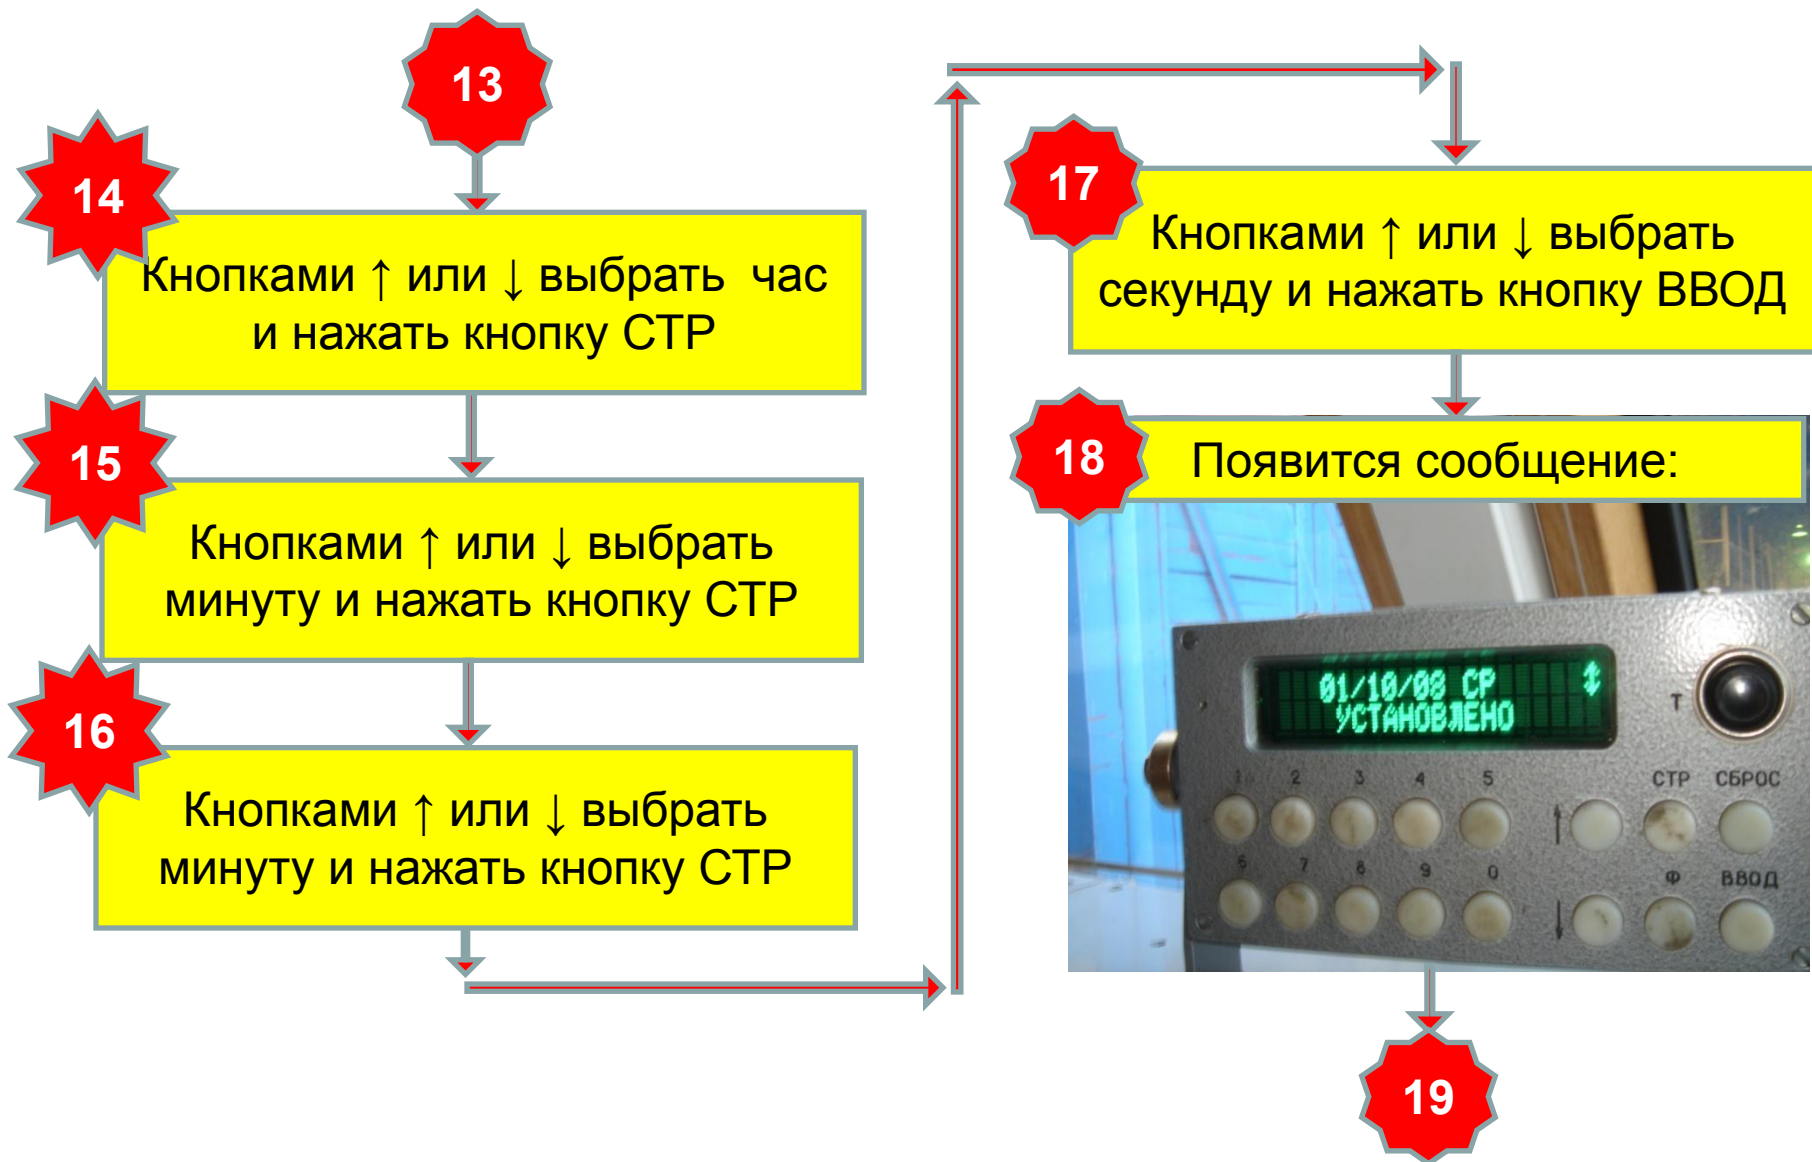 13
14
Кнопками ↑ или ↓ выбрать час
и нажать кнопку СТР
15
Кнопками ↑ или ↓ выбрать
минуту и нажать кнопку СТР
16
Кнопками ↑ или ↓ выбрать
минуту и нажать кнопку СТР
17
Кнопками ↑ или ↓ выбрать
секунду и нажать кнопку ВВОД
18
Появится сообщение:
01/10/08 СР
УСТАНОВЛЕНО
Т
1 2 3 4 5
СТР СБРОС
↑
6 7 8 9 0
Ф ВВОД
↓
19